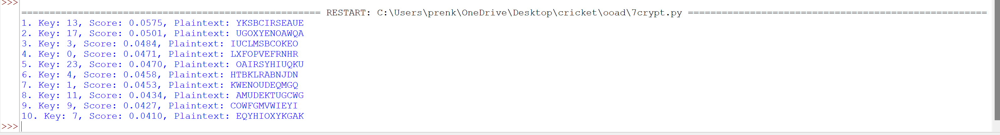 >>>
===================================================== RESTART: C:\Users\prenk\OneDrive\Desktop\cricket\ooad\7crypt.py =====================================================
1. Key: 13, Score: 0.0575, Plaintext: YKSBCIRSEAUE
2. Key: 17, Score: 0.0501, Plaintext: UGOXYENOAWQA
3. Key: 3, Score: 0.0484, Plaintext: IUCLMSBCOKEO
4. Key: 0, Score: 0.0471, Plaintext: LXFOPVEFRNHR
5. Key: 23, Score: 0.0470, Plaintext: OAIRSYHIUQKU
6. Key: 4, Score: 0.0458, Plaintext: HTBKLRABNJDN
7. Key: 1, Score: 0.0453, Plaintext: KWENOUDEQMGQ
8. Key: 11, Score: 0.0434, Plaintext: AMUDEKTUGCWG
9. Key: 9, Score: 0.0427, Plaintext: COWFGMVWIEYI
10. Key: 7, Score: 0.0410, Plaintext: EQYHIOXYKGAK
>>>